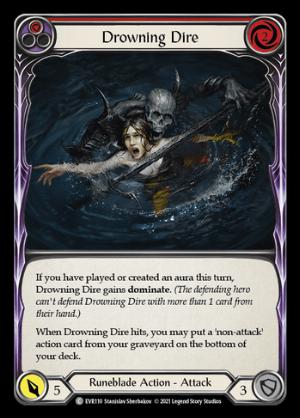 Drowning Dire
2
If you have played or created an aura this turn,
Drowning Dire gains dominate. (The defending hero
can't defend Drowning Dire with more than 1 card from
their hand.)
When Drowning Dire hits, you may put a 'non-attack'
action card from your graveyard on the bottom
of your deck.
5
Runeblade Action - Attack
3
C EVR110 Stanislav Sherbakov © 2021 Legend Story Studios